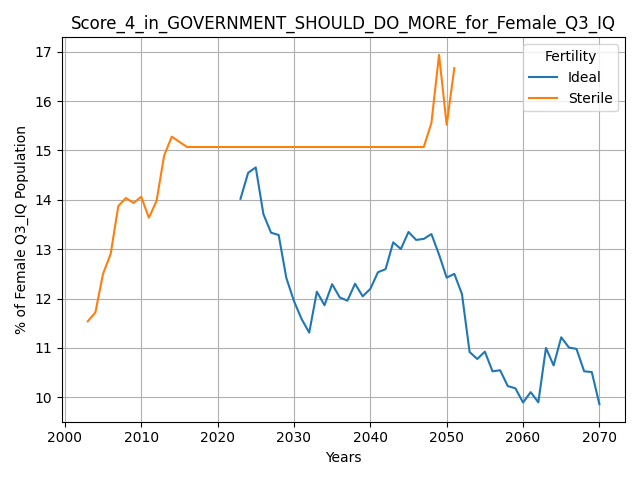 Score_4_in_GOVERNMENT_SHOULD_DO_MORE_for_Female_Q3_IQ
Fertility
Ideal
Sterile
% of Female Q3_IQ Population
17
16
15
14
13
12
11
10
2000 2010 2020 2030 2040 2050 2060 2070
Years